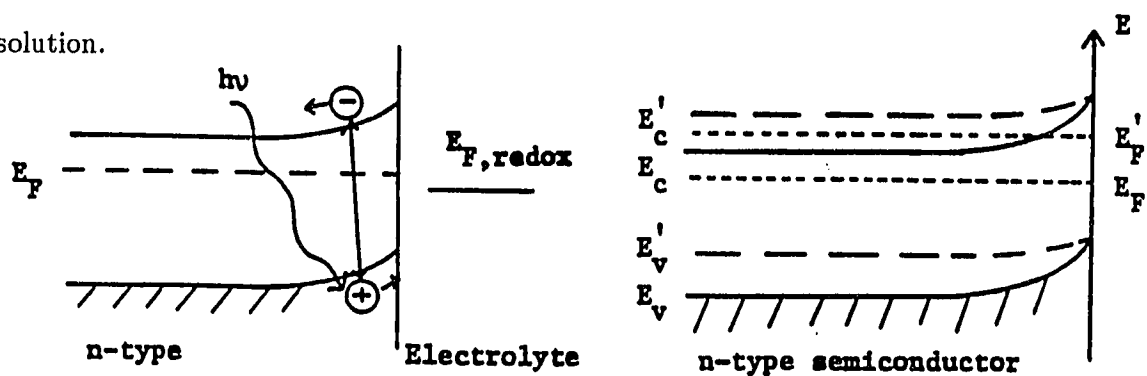 solution.
hν
E_F
E_F,redox
n-type
Electrolyte
E
E'_c
E'_F
E_c
E_F
E'_v
E_v
n-type semiconductor